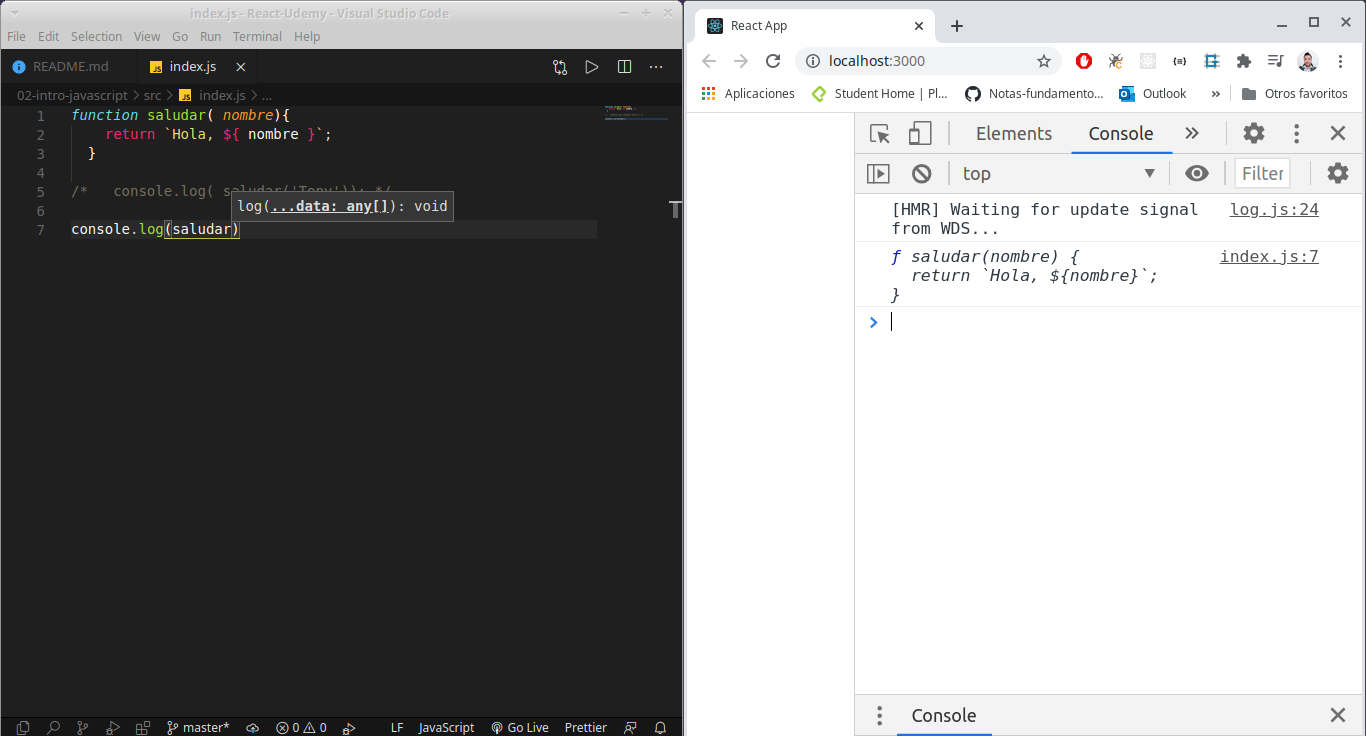 index.js - React-Udemy - Visual Studio Code
File Edit Selection View Go Run Terminal Help
README.md
index.js
02-intro-javascript > src > index.js > ...
1 function saludar( nombre){
2 return `Hola, ${ nombre }`;
3 }
4
5 /* console.log( saludar('Tony')); */
6
log(...data: any[]): void
7 console.log(saludar)
master* 0 0 LF JavaScript Go Live Prettier
React App
localhost:3000
Aplicaciones Student Home | Pl... Notas-fundamento... Outlook » Otros favoritos
Elements Console »
top Filter
[HMR] Waiting for update signal log.js:24
from WDS...
ƒ saludar(nombre) { index.js:7
return `Hola, ${nombre}`;
}
>
Console